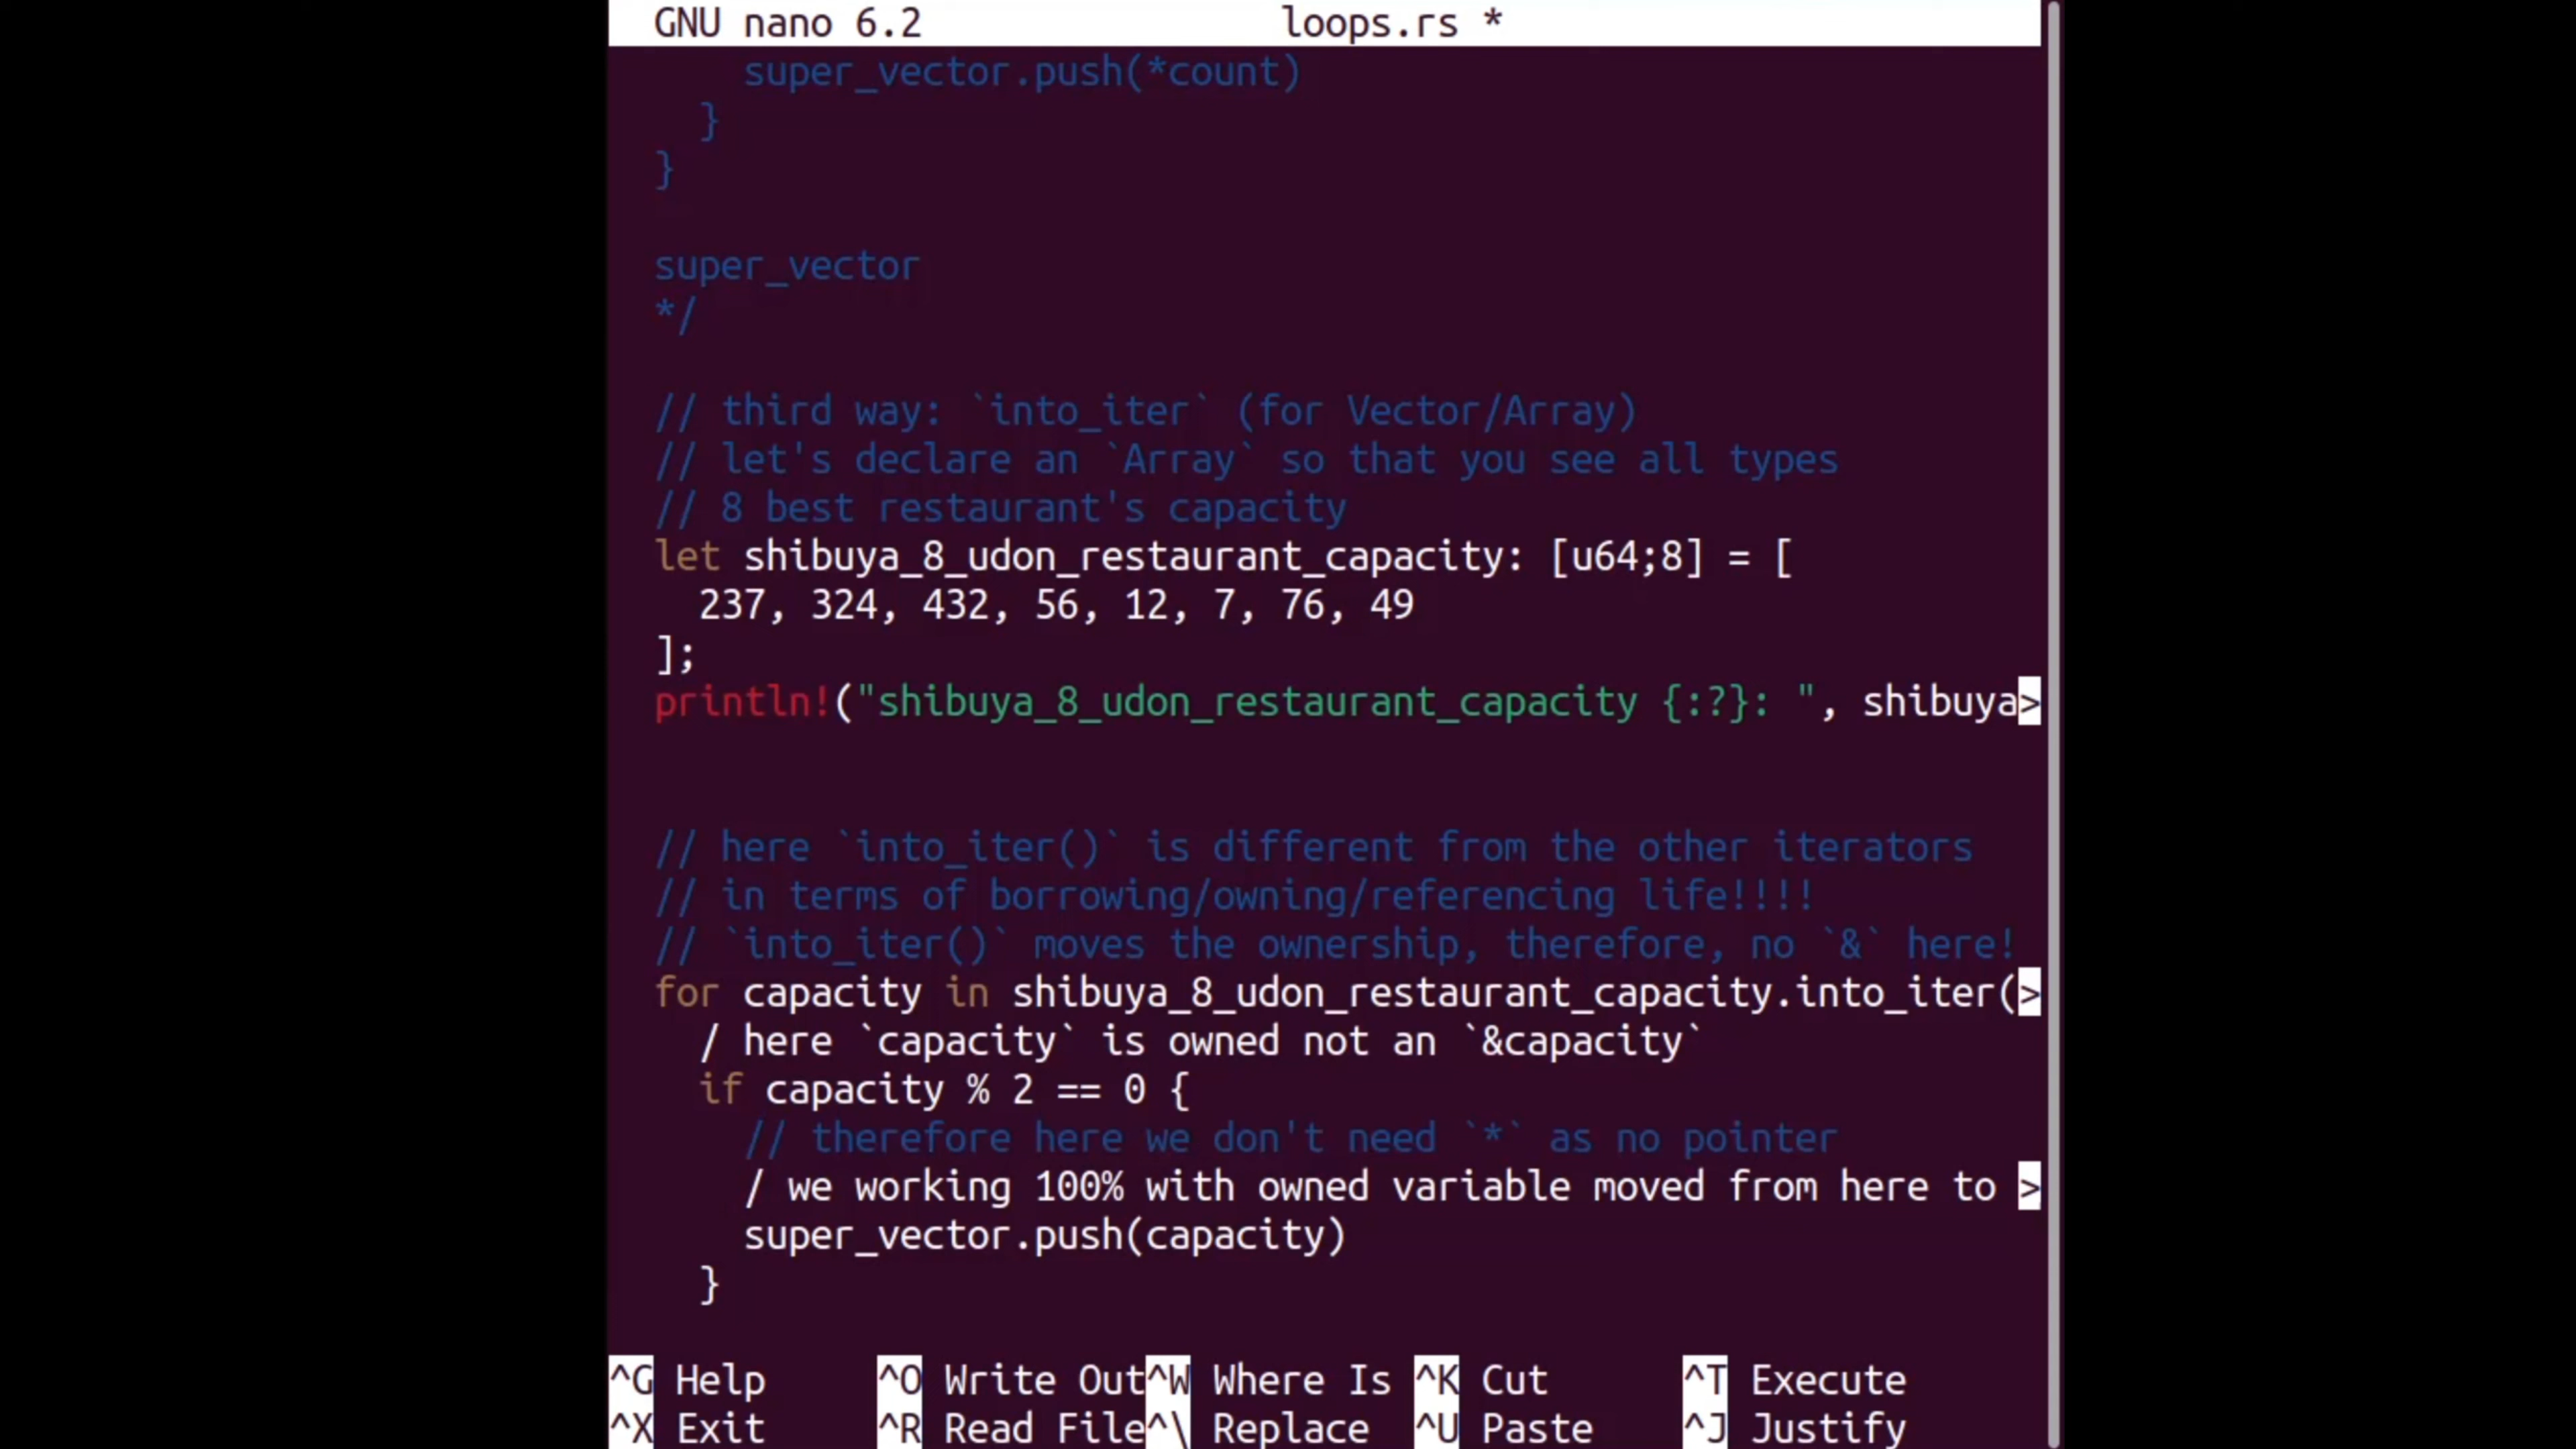 GNU nano 6.2 loops.rs *
super_vector.push(*count)
}
}
super_vector
*/
// third way: `into_iter` (for Vector/Array)
// let's declare an `Array` so that you see all types
// 8 best restaurant's capacity
let shibuya_8_udon_restaurant_capacity: [u64;8] = [
237, 324, 432, 56, 12, 7, 76, 49
];
println!("shibuya_8_udon_restaurant_capacity {:?}: ", shibuya>
// here `into_iter()` is different from the other iterators
// in terms of borrowing/owning/referencing life!!!!
// `into_iter()` moves the ownership, therefore, no `&` here!
for capacity in shibuya_8_udon_restaurant_capacity.into_iter(>
/ here `capacity` is owned not an `&capacity`
if capacity % 2 == 0 {
// therefore here we don't need `*` as no pointer
/ we working 100% with owned variable moved from here to >
super_vector.push(capacity)
}
^G Help ^O Write Out ^W Where Is ^K Cut ^T Execute
^X Exit ^R Read File ^\ Replace ^U Paste ^J Justify